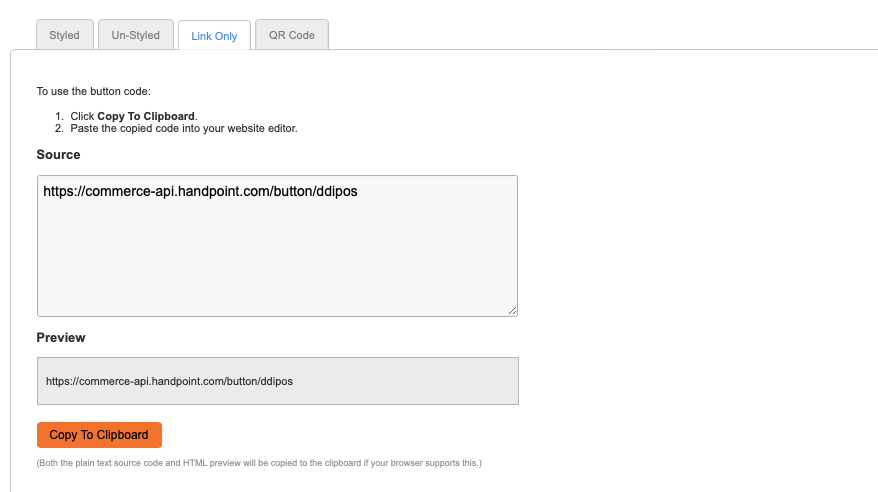 Styled
Un-Styled
Link Only
QR Code
To use the button code:
1. Click Copy To Clipboard.
2. Paste the copied code into your website editor.
Source
https://commerce-api.handpoint.com/button/ddipos
Preview
https://commerce-api.handpoint.com/button/ddipos
Copy To Clipboard
(Both the plain text source code and HTML preview will be copied to the clipboard if your browser supports this.)